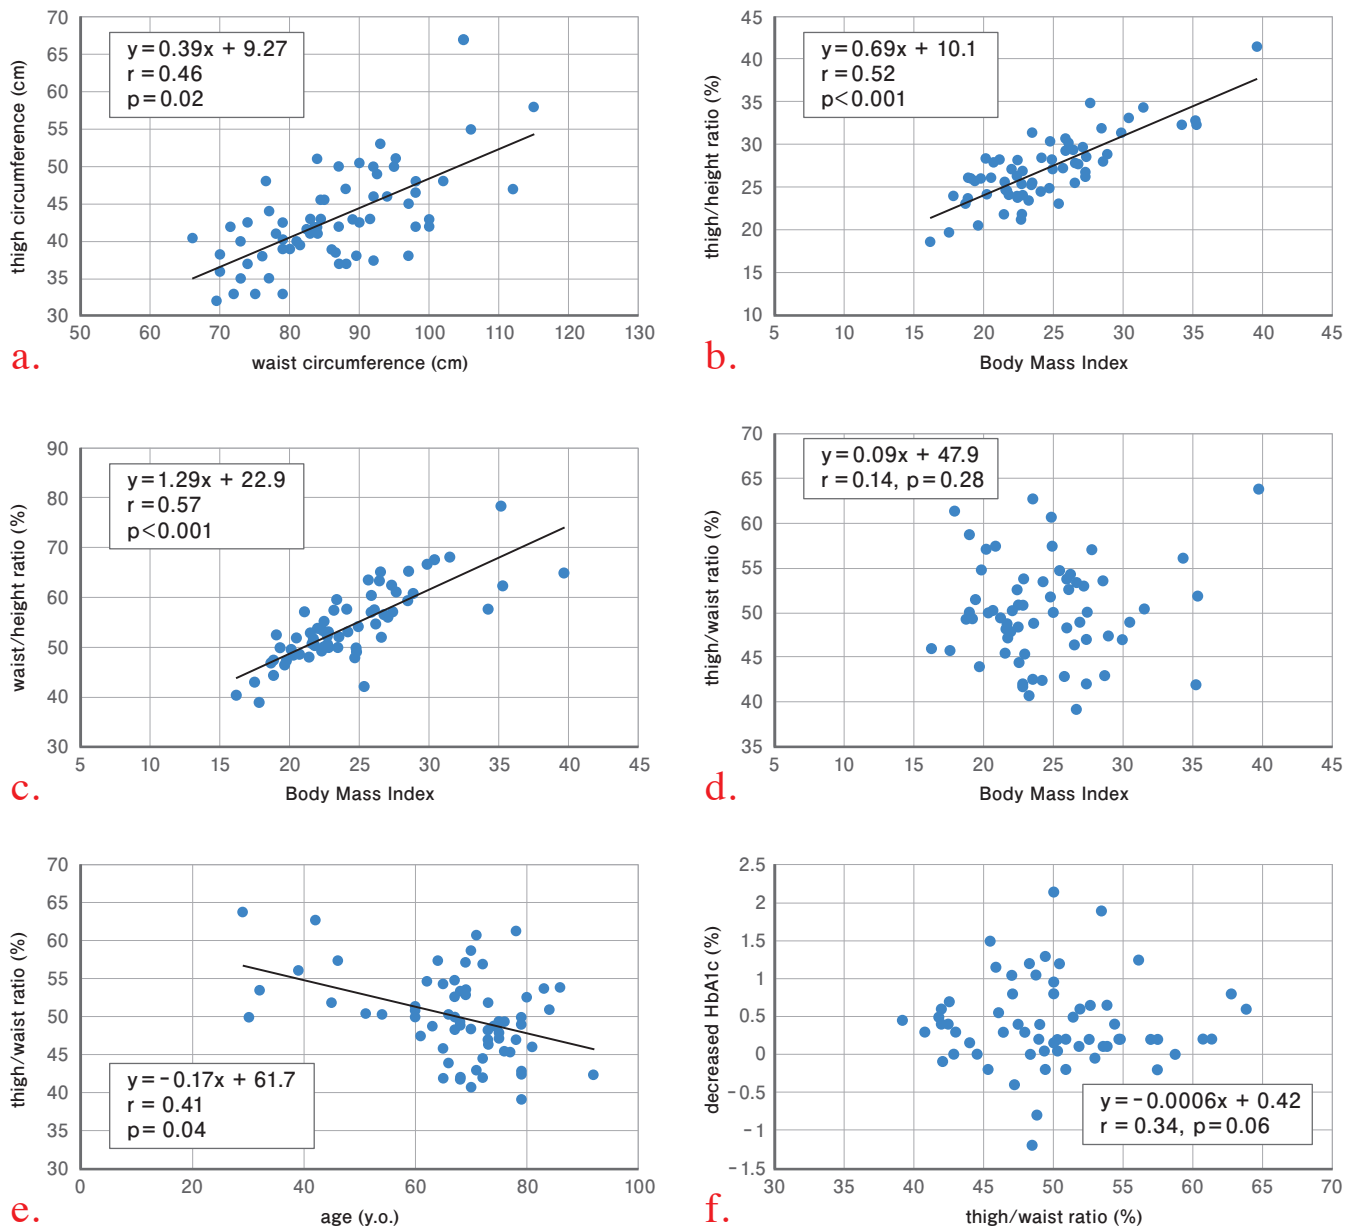 70
65
60
55
50
45
40
35
30
50
60
70
80
90
100
110
120
130
thigh circumference (cm)
waist circumference (cm)
y=0.39x + 9.27
r=0.46
p=0.02
a.
45
40
35
30
25
20
15
10
5
10
15
20
25
30
35
40
45
thigh/height ratio (%)
Body Mass Index
y=0.69x + 10.1
r=0.52
p<0.001
b.
90
80
70
60
50
40
30
5
10
15
20
25
30
35
40
45
waist/height ratio (%)
Body Mass Index
y=1.29x + 22.9
r=0.57
p<0.001
c.
70
65
60
55
50
45
40
35
5
10
15
20
25
30
35
40
45
thigh/waist ratio (%)
Body Mass Index
y=0.09x + 47.9
r=0.14, p=0.28
d.
70
65
60
55
50
45
40
35
30
0
20
40
60
80
100
thigh/waist ratio (%)
age (y.o.)
y=-0.17x + 61.7
r = 0.41
p= 0.04
e.
2.5
2
1.5
1
0.5
0
-0.5
-1
-1.5
30
35
40
45
50
55
60
65
70
decreased HbA1c (%)
thigh/waist ratio (%)
y=-0.0006x + 0.42
r = 0.34, p=0.06
f.